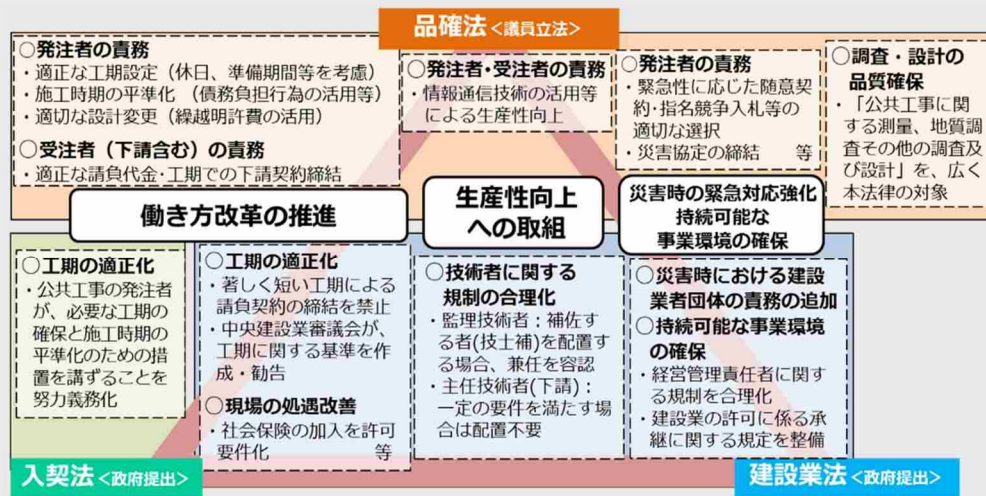 品確法<議員立法>
○発注者の責務
・適正な工期設定（休日、準備期間等を考慮）
・施工時期の平準化　（債務負担行為の活用等）
・適切な設計変更（繰越明許費の活用）
○受注者（下請含む）の責務
・適正な請負代金・工期での下請契約締結
○発注者・受注者の責務
・情報通信技術の活用等
による生産性向上
○発注者の責務
・緊急性に応じた随意契
約・指名競争入札等の
適切な選択
・災害協定の締結　　等
○調査・設計の
品質確保
・「公共工事に関
する測量、地質調
査その他の調査及
び設計」を、広く
本法律の対象
働き方改革の推進
生産性向上
への取組
災害時の緊急対応強化
持続可能な
事業環境の確保
○工期の適正化
・公共工事の発注者
が、必要な工期の
確保と施工時期の
平準化のための措
置を講ずることを
努力義務化
○工期の適正化
・著しく短い工期による
請負契約の締結を禁止
・中央建設業審議会が、
工期に関する基準を作
成・勧告
○現場の処遇改善
・社会保険の加入を許可
要件化　　　　　等
○技術者に関する
規制の合理化
・監理技術者：補佐す
る者(技士補)を配置す
る場合、兼任を容認
・主任技術者(下請)：
一定の要件を満たす場
合は配置不要
○災害時における建設
業者団体の責務の追加
○持続可能な事業環境
の確保
・経営管理責任者に関す
る規制を合理化
・建設業の許可に係る承
継に関する規定を整備
入契法<政府提出>
建設業法<政府提出>